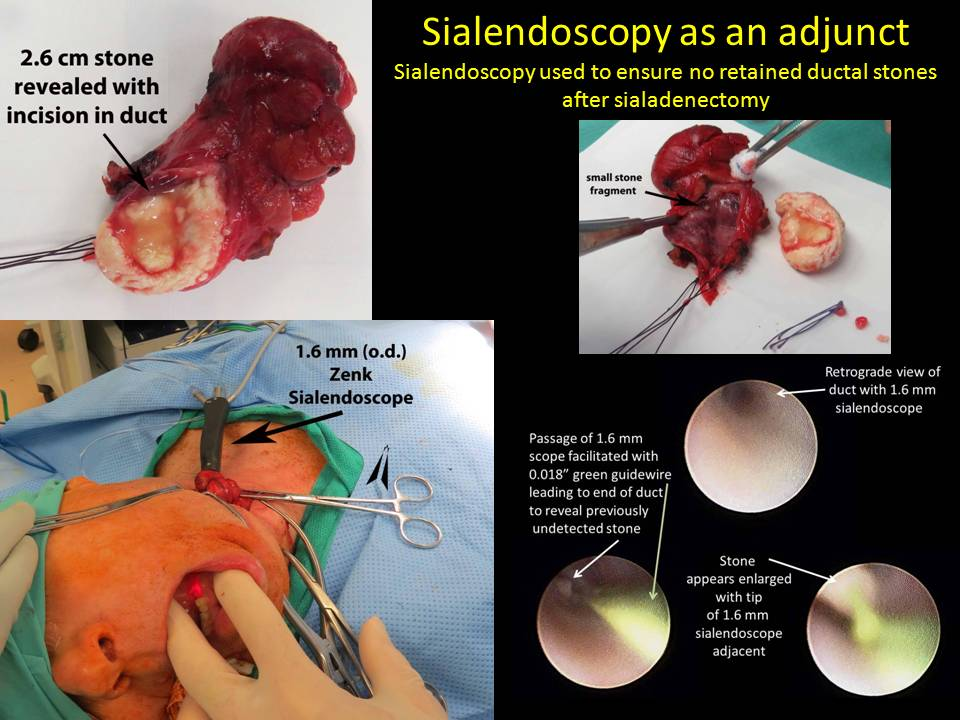 Sialendoscopy as an adjunct
Sialendoscopy used to ensure no retained ductal stones
after sialadenectomy
2.6 cm stone
revealed with
incision in duct
small stone
fragment
1.6 mm (o.d.)
Zenk
Sialendoscope
Retrograde view of
duct with 1.6 mm
sialendoscope
Passage of 1.6 mm
scope facilitated with
0.018” green guidewire
leading to end of duct
to reveal previously
undetected stone
Stone
appears enlarged
with tip
of 1.6 mm
sialendoscope
adjacent